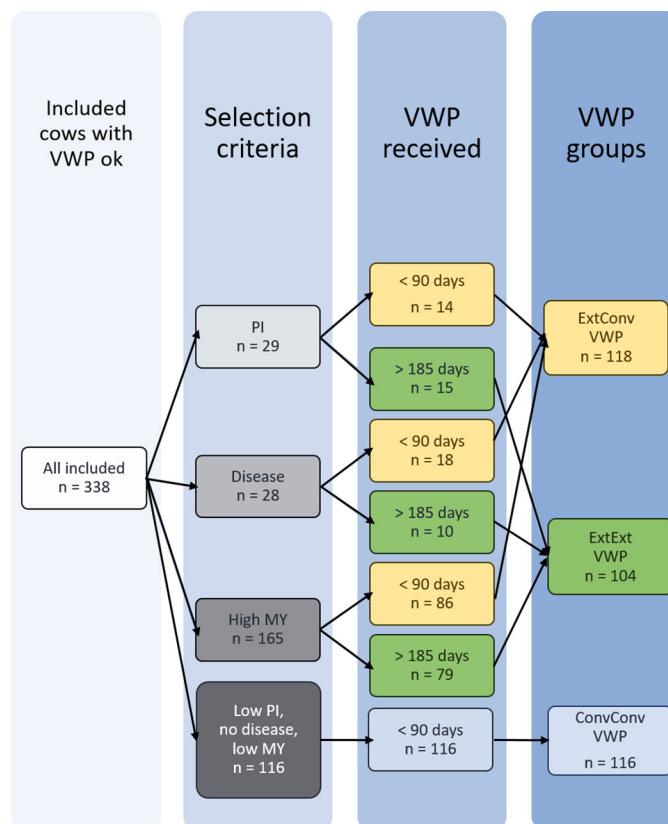 Included
cows with
VWP ok
Selection
criteria
VWP
received
VWP
groups
All included
n = 338
PI
n = 29
Disease
n = 28
High MY
n = 165
Low PI,
no disease,
low MY
n = 116
< 90 days
n = 14
> 185 days
n = 15
< 90 days
n = 18
> 185 days
n = 10
< 90 days
n = 86
> 185 days
n = 79
< 90 days
n = 116
ExtConv
VWP
n = 118
ExtExt
VWP
n = 104
ConvConv
VWP
n = 116